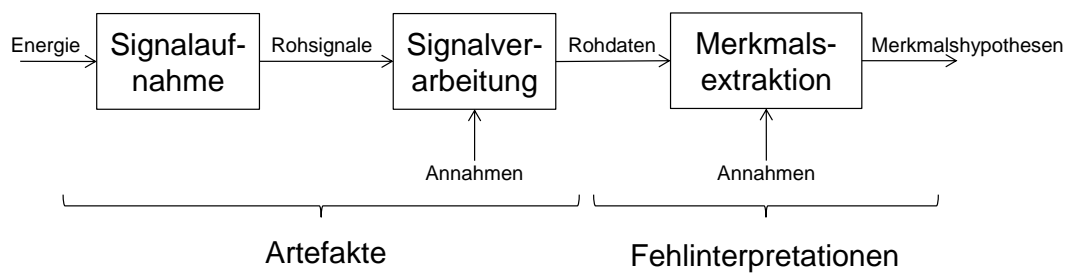 Energie
Signalauf-
nahme
Rohsignale
Signalver-
arbeitung
Rohdaten
Merkmals-
extraktion
Merkmalshypothesen
Annahmen
Annahmen
Artefakte
Fehlinterpretationen